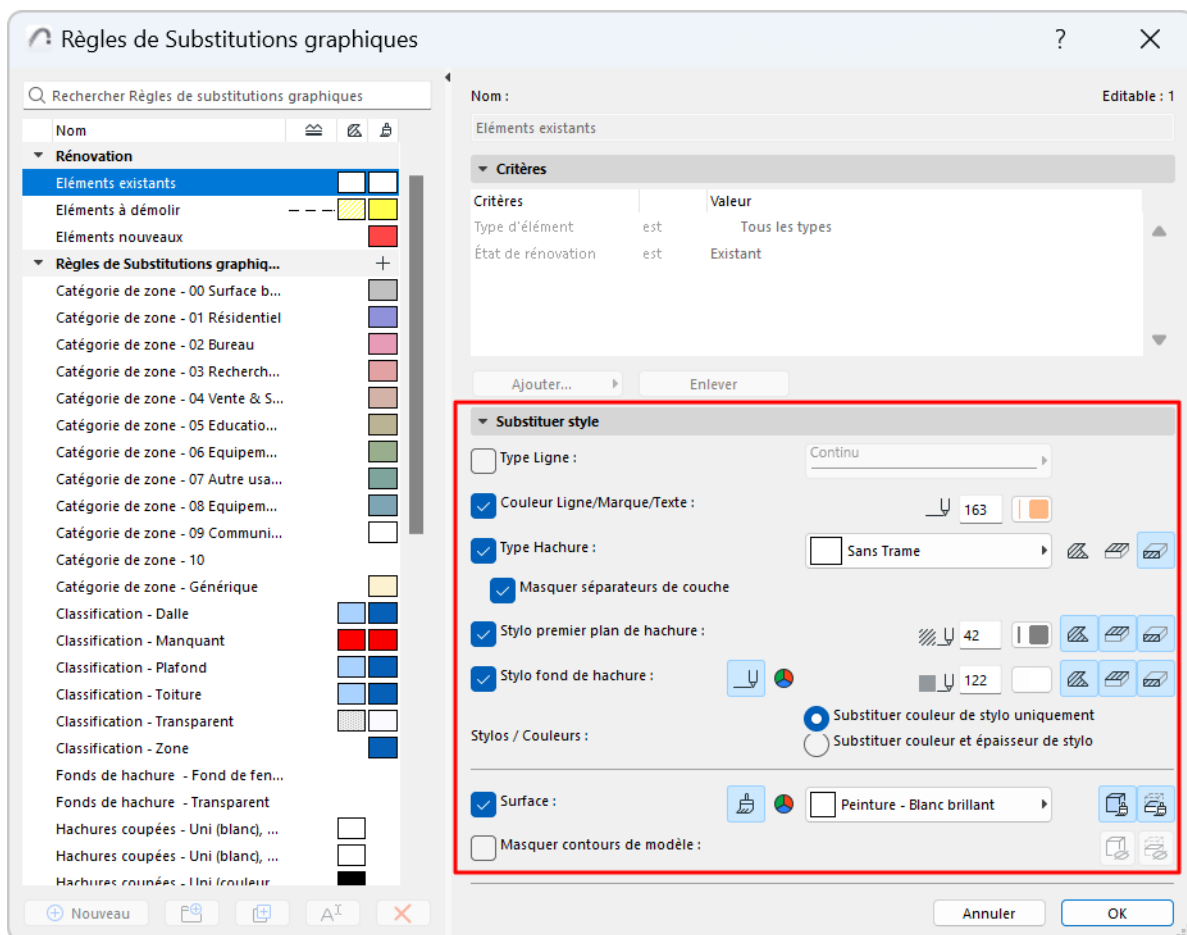 Règles de Substitutions graphiques
?
Rechercher Règles de substitutions graphiques
Nom
Rénovation
Eléments existants
Eléments à démolir
Eléments nouveaux
Règles de Substitutions graphiq...
Catégorie de zone - 00 Surface b...
Catégorie de zone - 01 Résidentiel
Catégorie de zone - 02 Bureau
Catégorie de zone - 03 Recherch...
Catégorie de zone - 04 Vente & S...
Catégorie de zone - 05 Educatio...
Catégorie de zone - 06 Equipem...
Catégorie de zone - 07 Autre usa...
Catégorie de zone - 08 Equipem...
Catégorie de zone - 09 Communi...
Catégorie de zone - 10
Catégorie de zone - Générique
Classification - Dalle
Classification - Manquant
Classification - Plafond
Classification - Toiture
Classification - Transparent
Classification - Zone
Fonds de hachure - Fond de fen...
Fonds de hachure - Transparent
Hachures coupées - Uni (blanc), ...
Hachures coupées - Uni (blanc), ...
Hachures coupées - Uni (couleur
Nouveau
Nom :
Editable : 1
Eléments existants
Critères
Critères Valeur
Type d'élément est Tous les types
État de rénovation est Existant
Ajouter... Enlever
Substituer style
Type Ligne : Continu
Couleur Ligne/Marque/Texte : 163
Type Hachure : Sans Trame
Masquer séparateurs de couche
Stylo premier plan de hachure : 42
Stylo fond de hachure : 122
Stylos / Couleurs :
Substituer couleur de stylo uniquement
Substituer couleur et épaisseur de stylo
Surface : Peinture - Blanc brillant
Masquer contours de modèle :
Annuler OK